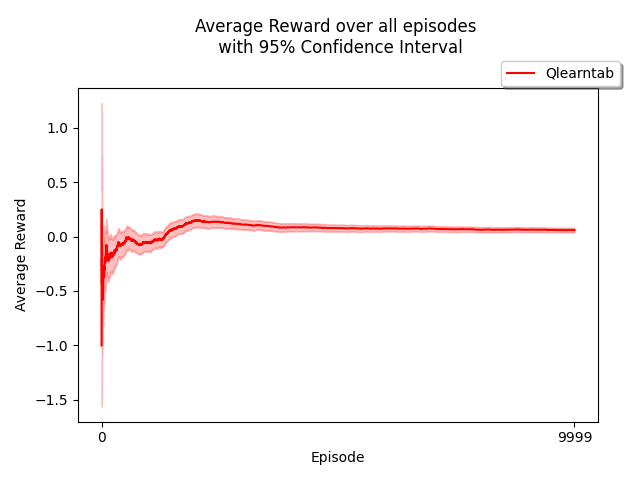 Average Reward over all episodes
with 95% Confidence Interval
Qlearntab
1.0
0.5
0.0
−0.5
−1.0
−1.5
Average Reward
0
9999
Episode